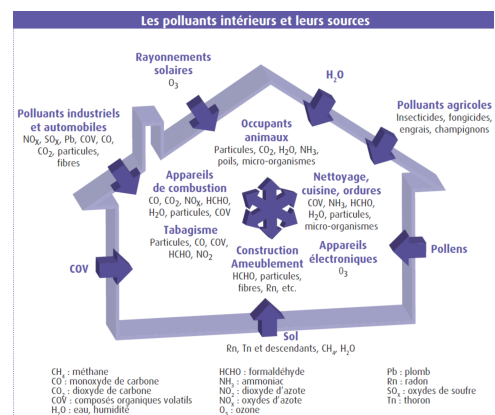 Les polluants intérieurs et leurs sources
Rayonnements
solaires
O₃
H₂O
Polluants industriels
et automobiles
NOX, SOX, Pb, COV, CO,
CO₂, particules,
fibres
Polluants agricoles
Insecticides, fongicides,
engrais, champignons
Occupants
animaux
Particules, CO₂, H₂O, NH₃,
poils, micro-organismes
Appareils
de combustion
CO, CO₂, NOX, HCHO,
H₂O, particules, COV
Nettoyage,
cuisine, ordures
COV, NH₃, HCHO,
H₂O, particules,
micro-organismes
Tabagisme
Particules, CO, COV,
HCHO, NO₂
Construction
Ameublement
HCHO, particules,
fibres, Rn, etc.
Appareils
électroniques
O₃
Pollens
COV
Sol
Rn, Tn et descendants, CH₄, H₂O
CH₄ : méthane
CO : monoxyde de carbone
CO₂ : dioxyde de carbone
COV : composés organiques volatils
H₂O : eau, humidité
HCHO : formaldéhyde
NH₃ : ammoniac
NO₂ : dioxyde d'azote
NOX : oxydes d'azote
O₃ : ozone
Pb : plomb
Rn : radon
SOX : oxydes de soufre
Tn : thoron